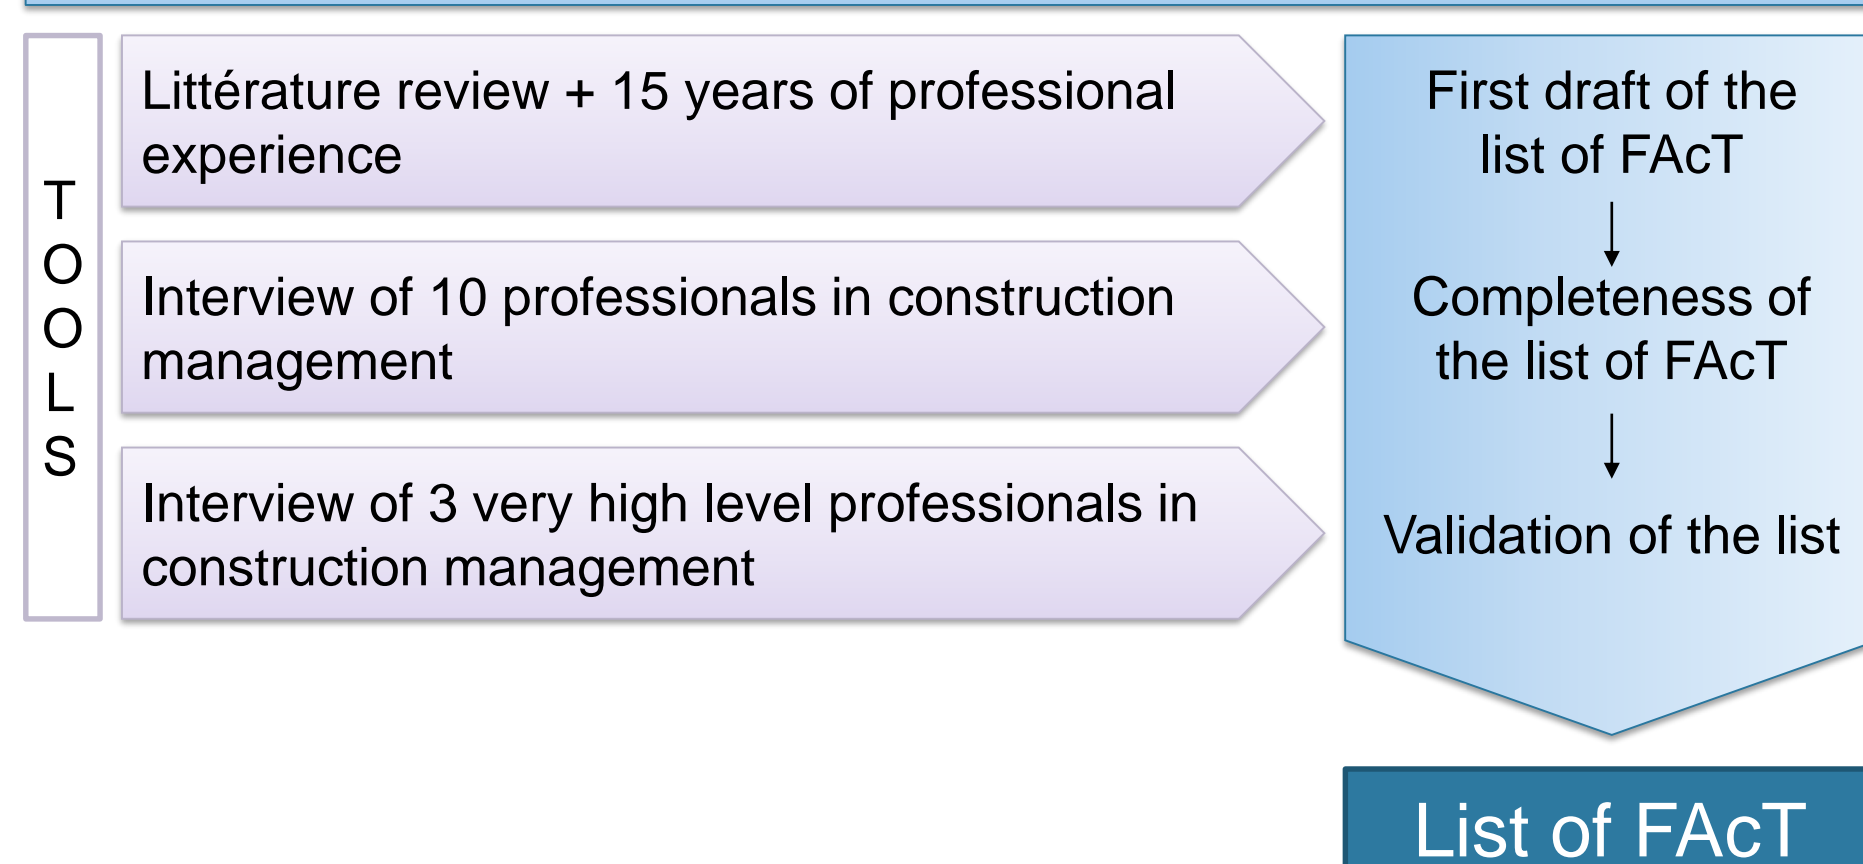 TOOLS
Littérature review + 15 years of professional
experience
Interview of 10 professionals in construction
management
Interview of 3 very high level professionals in
construction management
First draft of the
list of FAcT
Completeness of
the list of FAcT
Validation of the list
List of FAcT